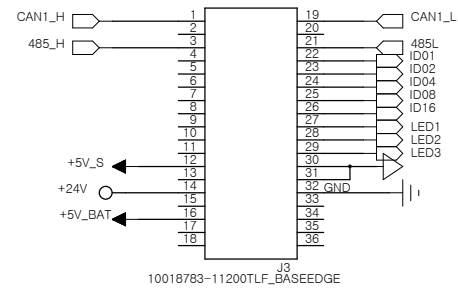 CAN1_H 1 19 CAN1_L
2 20
485_H 3 21 485L
4 22 ID01
5 23 ID02
6 24 ID04
7 25 ID08
8 26 ID16
9 27 LED1
10 28 LED2
11 29 LED3
+5V_S 12 30
13 31
+24V 14 32 GND
15 33
+5V_BAT 16 34
17 35
18 36
J3
10018783-11200TLF_BASEEDGE